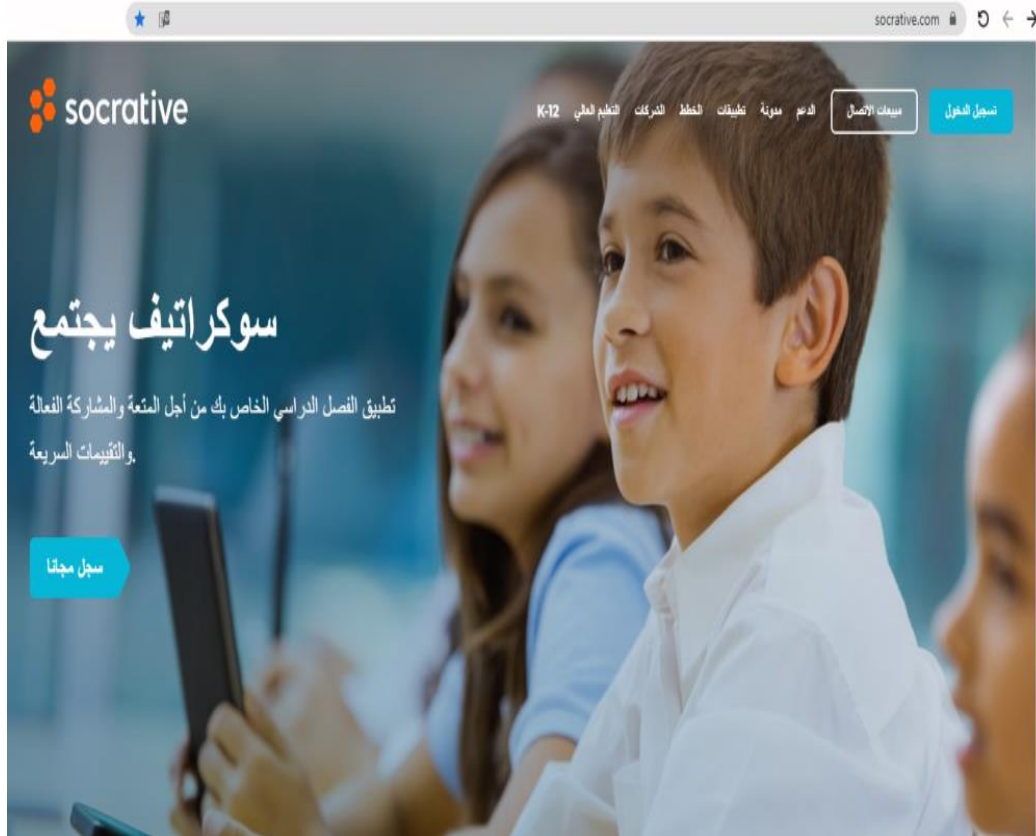 socrative.com
socrative
K-12 التعليم العالي الشركات الخطط تطبيقات مدونة الدعم مبيعات الاتصال تسجيل الدخول
سوكراتيف يجتمع
تطبيق الفصل الدراسي الخاص بك من أجل المتعة والمشاركة الفعالة
.والتقييمات السريعة
سجل مجانا